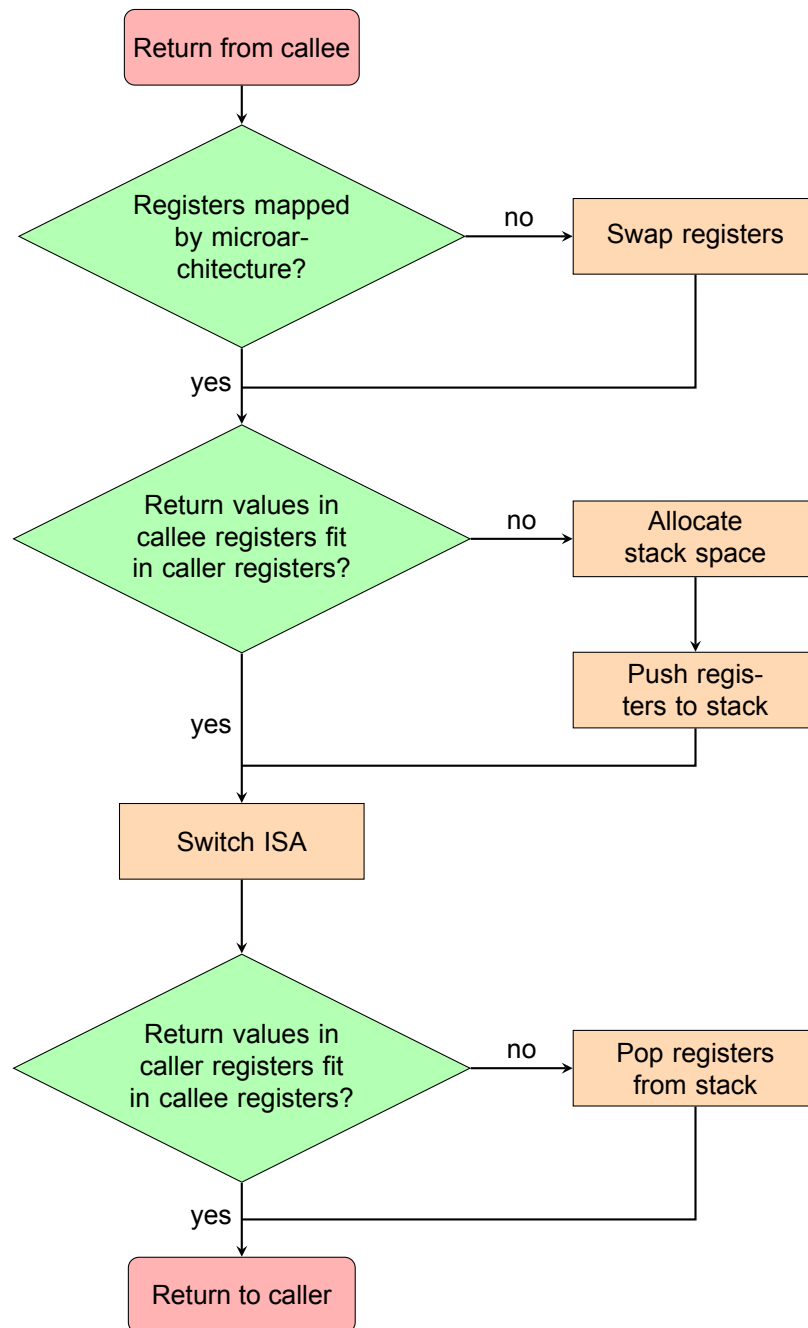 Return from callee
Registers mapped
by microar-
chitecture?
no
Swap registers
yes
Return values in
callee registers fit
in caller registers?
no
Allocate
stack space
Push regis-
ters to stack
yes
Switch ISA
Return values in
caller registers fit
in callee registers?
no
Pop registers
from stack
yes
Return to caller